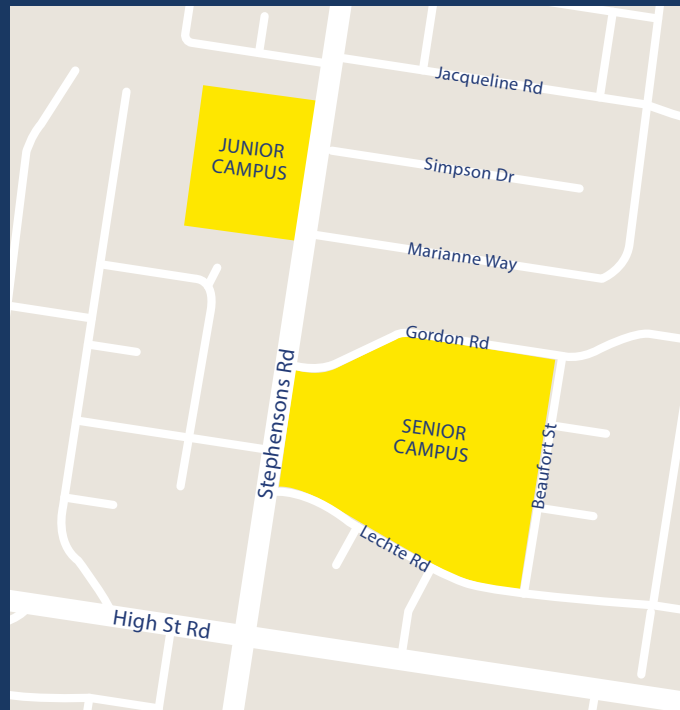 Jacqueline Rd
JUNIOR
CAMPUS
Simpson Dr
Marianne Way
Gordon Rd
Stephensons Rd
SENIOR
CAMPUS
Beaufort St
Lechte Rd
High St Rd